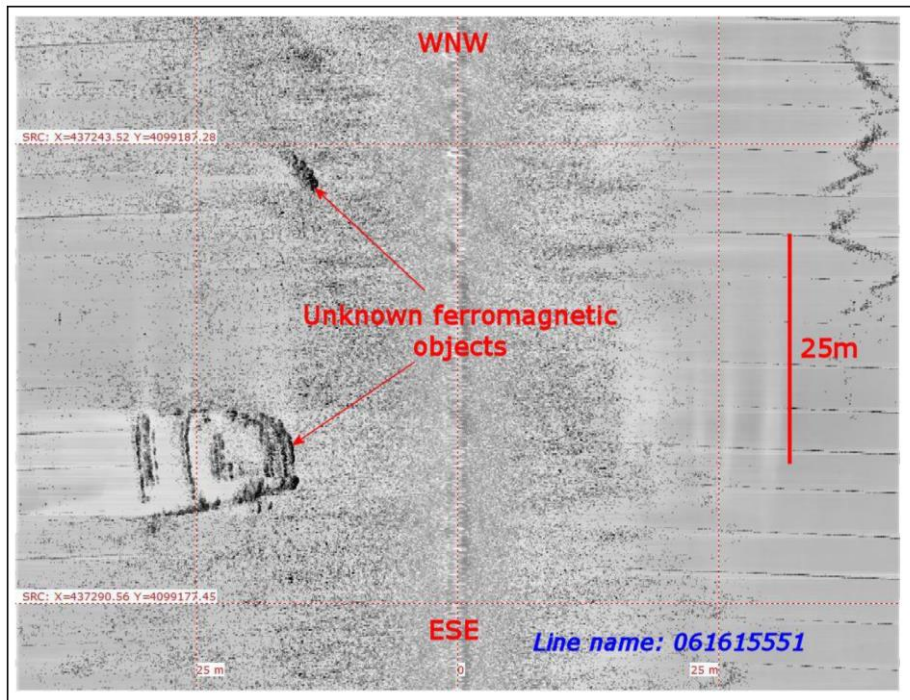 WNW
SRC: X=437243.52 Y=4099187.28
Unknown ferromagnetic
objects
25m
SRC: X=437290.56 Y=4099177.45
ESE
Line name: 061615551
25 m
0
25 m